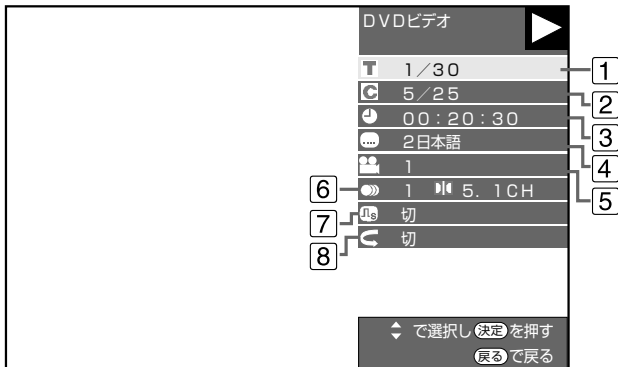 DVDビデオ
T 1／30
1
C 5／25
2
00：20：30
3
2日本語
4
1
5
6
1 5．1CH
7
S 切
8
切
で選択し 決定 を押す
戻る で戻る